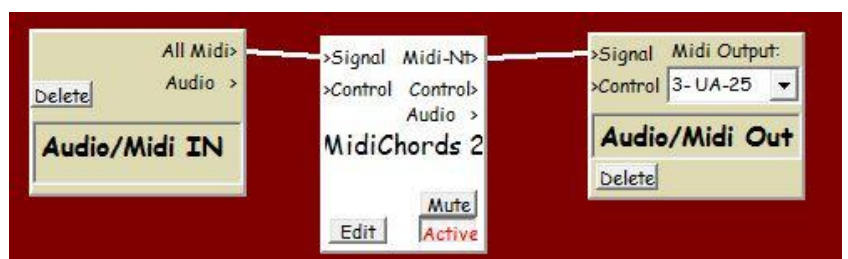 All Midi>
Audio >
Delete
Audio/Midi IN
>Signal Midi-Nt>
>Control Control>
Audio >
MidiChords 2
Mute
Edit Active
>Signal Midi Output:
>Control 3- UA-25
Audio/Midi Out
Delete